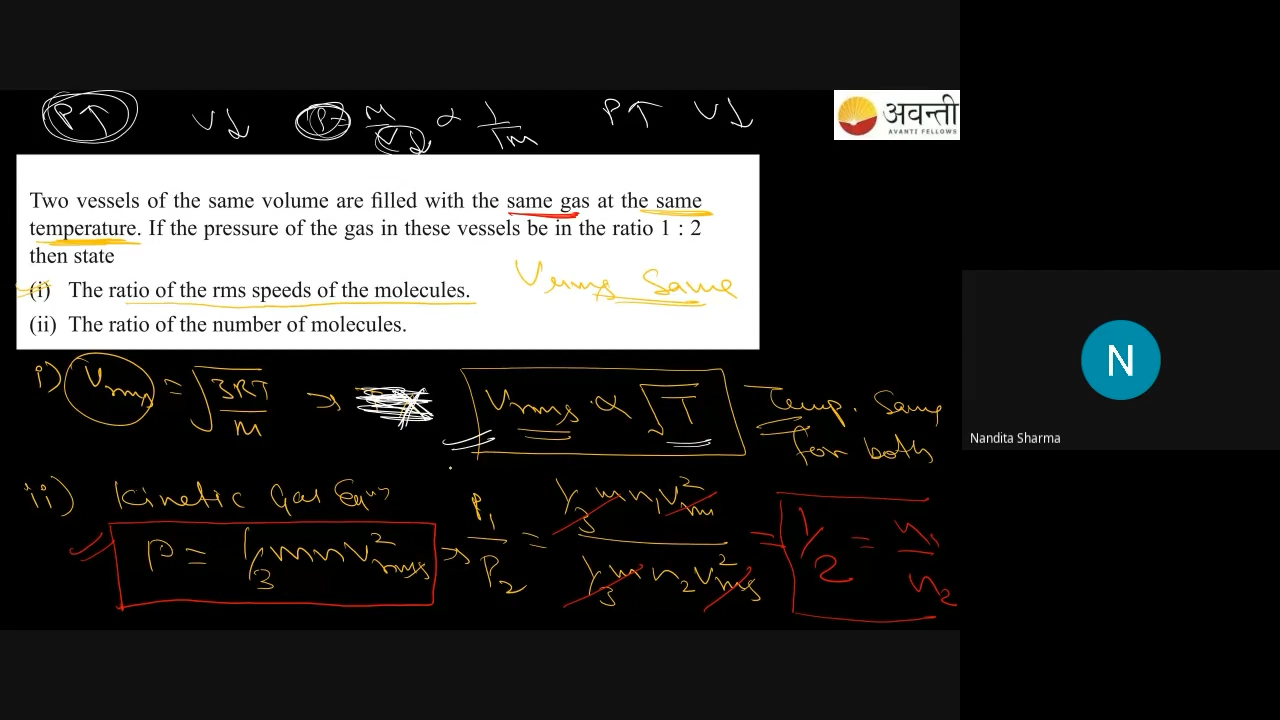 P↑ V↓ P= M/V↓ ∝ 1/√m P↑ V↓
अवन्ती
AVANTI FELLOWS
Two vessels of the same volume are filled with the same gas at the same
temperature. If the pressure of the gas in these vessels be in the ratio 1 : 2
then state
(i) The ratio of the rms speeds of the molecules.
Vrms Same
(ii) The ratio of the number of molecules.
i) Vrms = √3RT/M → Vrms ∝ √T Temp. Same
for both
ii) Kinetic Gas Eqn
P = 1/3 mnV²rms → P₁/P₂ = 1/3 mn₁V²rms / 1/3 mn₂V²rms = 1/2 = n₁/n₂
N
Nandita Sharma